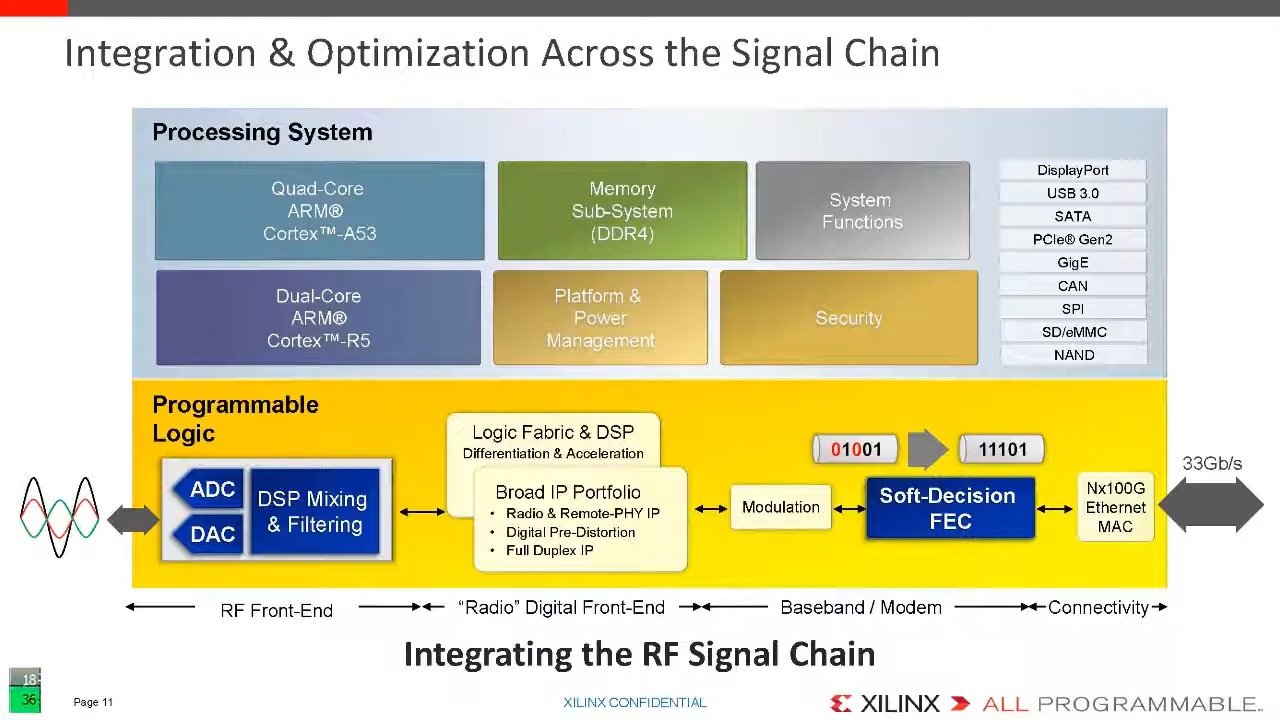 Integration & Optimization Across the Signal Chain
Processing System
Quad-Core
ARM®
Cortex™-A53
Memory
Sub-System
(DDR4)
System
Functions
Dual-Core
ARM®
Cortex™-R5
Platform &
Power
Management
Security
DisplayPort
USB 3.0
SATA
PCIe® Gen2
GigE
CAN
SPI
SD/eMMC
NAND
Programmable
Logic
ADC
DAC
DSP Mixing
& Filtering
Logic Fabric & DSP
Differentiation & Acceleration
Broad IP Portfolio
• Radio & Remote-PHY IP
• Digital Pre-Distortion
• Full Duplex IP
Modulation
01001
11101
Soft-Decision
FEC
Nx100G
Ethernet
MAC
33Gb/s
RF Front-End
“Radio” Digital Front-End
Baseband / Modem
Connectivity
Integrating the RF Signal Chain
18-
36-
Page 11
XILINX CONFIDENTIAL
XILINX
ALL PROGRAMMABLE™